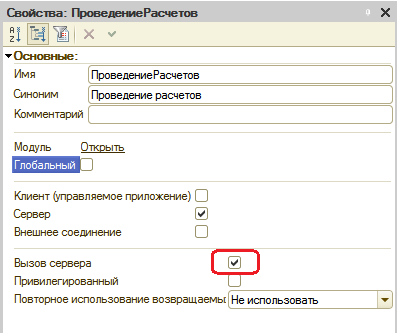 Свойства: ПроведениеРасчетов
Основные:
Имя ПроведениеРасчетов
Синоним Проведение расчетов
Комментарий
Модуль Открыть
Глобальный
Клиент (управляемое приложение)
Сервер
Внешнее соединение
Вызов сервера
Привилегированный
Повторное использование возвращаемы Не использовать